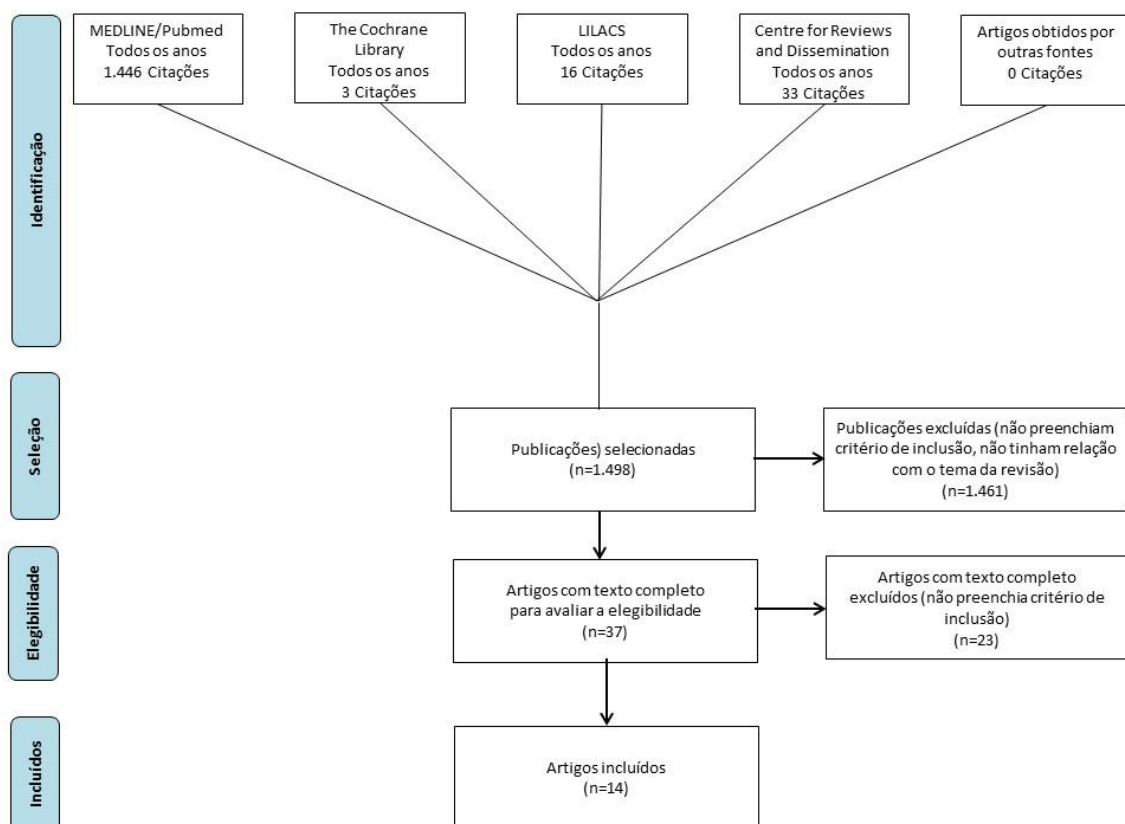 MEDLINE/Pubmed
Todos os anos
1.446 Citações
The Cochrane
Library
Todos os anos
3 Citações
LILACS
Todos os anos
16 Citações
Centre for Reviews
and Dissemination
Todos os anos
33 Citações
Artigos obtidos por
outras fontes
0 Citações
Identificação
Seleção
Publicações) selecionadas
(n=1.498)
Publicações excluídas (não preenchiam
critério de inclusão, não tinham relação
com o tema da revisão)
(n=1.461)
Elegibilidade
Artigos com texto completo
para avaliar a elegibilidade
(n=37)
Artigos com texto completo
excluídos (não preenchia critério de
inclusão)
(n=23)
Incluídos
Artigos incluídos
(n=14)